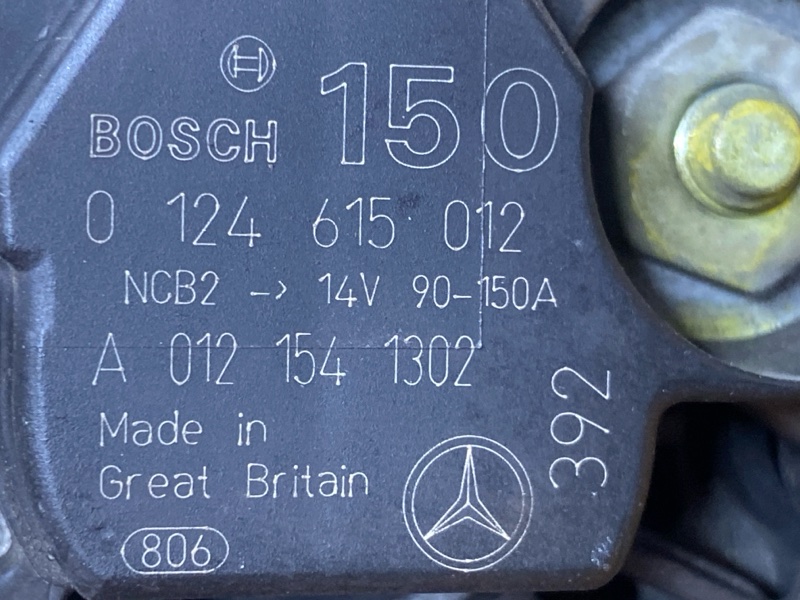 150
BOSCH
0 124 615 012
NCB2 -> 14V 90-150A
A 012 154 1302
392
Made in
Great Britain
806